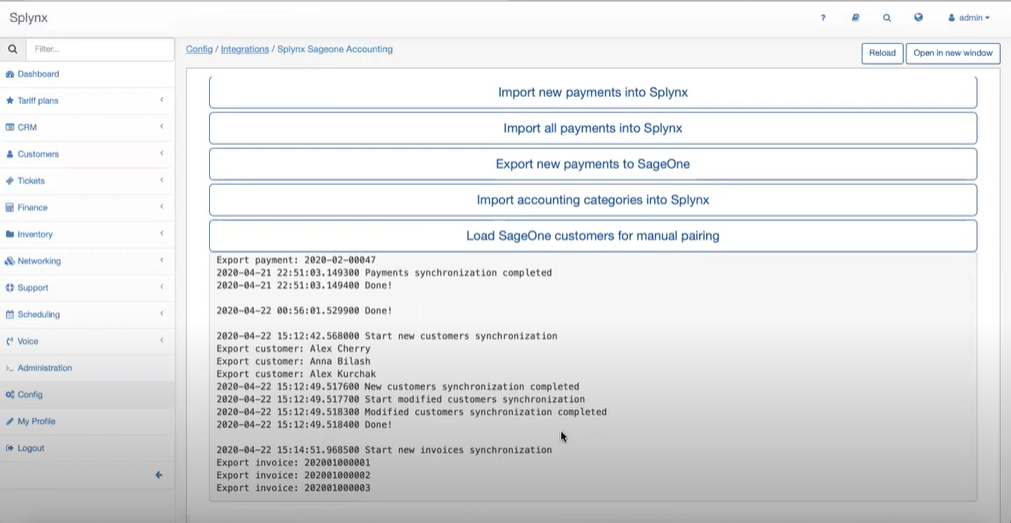 Splynx
?
admin
Filter...
Config / Integrations / Splynx Sageone Accounting
Reload
Open in new window
Dashboard
Tariff plans
CRM
Customers
Tickets
Finance
Inventory
Networking
Support
Scheduling
Voice
Administration
Config
My Profile
Logout
Import new payments into Splynx
Import all payments into Splynx
Export new payments to SageOne
Import accounting categories into Splynx
Load SageOne customers for manual pairing
Export payment: 2020-02-00047
2020-04-21 22:51:03.149300 Payments synchronization completed
2020-04-21 22:51:03.149400 Done!
2020-04-22 00:56:01.529900 Done!
2020-04-22 15:12:42.568000 Start new customers synchronization
Export customer: Alex Cherry
Export customer: Anna Bilash
Export customer: Alex Kurchak
2020-04-22 15:12:49.517600 New customers synchronization completed
2020-04-22 15:12:49.517700 Start modified customers synchronization
2020-04-22 15:12:49.518300 Modified customers synchronization completed
2020-04-22 15:12:49.518400 Done!
2020-04-22 15:14:51.968500 Start new invoices synchronization
Export invoice: 202001000001
Export invoice: 202001000002
Export invoice: 202001000003